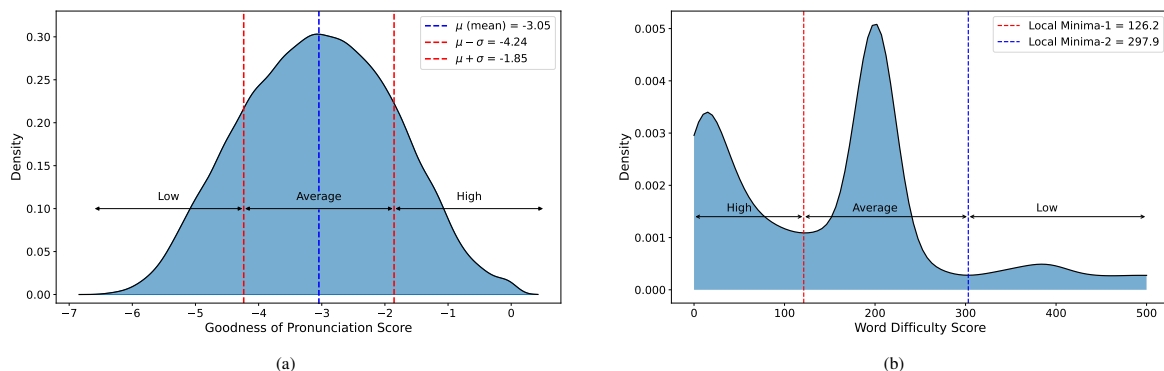 μ (mean) = -3.05
μ − σ = -4.24
μ + σ = -1.85
0.30
0.25
0.20
0.15
0.10
0.05
0.00
Density
Low
Average
High
−7
−6
−5
−4
−3
−2
−1
0
Goodness of Pronunciation Score
(a)
Local Minima-1 = 126.2
Local Minima-2 = 297.9
0.005
0.004
0.003
0.002
0.001
0.000
Density
High
Average
Low
0
100
200
300
400
500
Word Difficulty Score
(b)